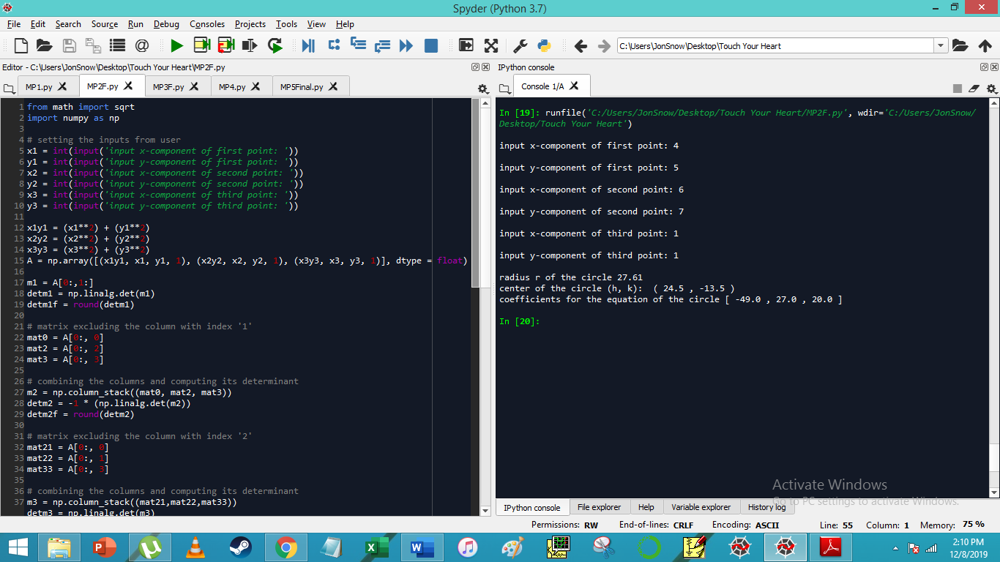 Spyder (Python 3.7)
File Edit Search Source Run Debug Consoles Projects Tools View Help
C:\Users\JonSnow\Desktop\Touch Your Heart
Editor - C:\Users\JonSnow\Desktop\Touch Your Heart\MP2F.py
MP1.py MP2F.py MP3F.py MP4.py MP5Final.py
1 from math import sqrt
2 import numpy as np
3
4 # setting the inputs from user
5 x1 = int(input('input x-component of first point: '))
6 y1 = int(input('input y-component of first point: '))
7 x2 = int(input('input x-component of second point: '))
8 y2 = int(input('input y-component of second point: '))
9 x3 = int(input('input x-component of third point: '))
10 y3 = int(input('input y-component of third point: '))
11
12 x1y1 = (x1**2) + (y1**2)
13 x2y2 = (x2**2) + (y2**2)
14 x3y3 = (x3**2) + (y3**2)
15 A = np.array([(x1y1, x1, y1, 1), (x2y2, x2, y2, 1), (x3y3, x3, y3, 1)], dtype = float)
16
17 m1 = A[0:,1:]
18 detm1 = np.linalg.det(m1)
19 detm1f = round(detm1)
20
21 # matrix excluding the column with index '1'
22 mat0 = A[0:, 0]
23 mat2 = A[0:, 2]
24 mat3 = A[0:, 3]
25
26 # combining the columns and computing its determinant
27 m2 = np.column_stack((mat0, mat2, mat3))
28 detm2 = -1 * (np.linalg.det(m2))
29 detm2f = round(detm2)
30
31 # matrix excluding the column with index '2'
32 mat21 = A[0:, 0]
33 mat22 = A[0:, 1]
34 mat33 = A[0:, 3]
35
36 # combining the columns and computing its determinant
37 m3 = np.column_stack((mat21,mat22,mat33))
detm3 = np.linalg.det(m3)
IPython console
Console 1/A
In [19]: runfile('C:/Users/JonSnow/Desktop/Touch Your Heart/MP2F.py', wdir='C:/Users/JonSnow/
Desktop/Touch Your Heart')
input x-component of first point: 4
input y-component of first point: 5
input x-component of second point: 6
input y-component of second point: 7
input x-component of third point: 1
input y-component of third point: 1
radius r of the circle 27.61
center of the circle (h, k):  ( 24.5 , -13.5 )
coefficients for the equation of the circle [ -49.0 , 27.0 , 20.0 ]
In [20]:
Activate Windows
Go to PC settings to activate Windows.
IPython console File explorer Help Variable explorer History log
Permissions: RW End-of-lines: CRLF Encoding: ASCII Line: 55 Column: 1 Memory: 75 %
2:10 PM
12/8/2019